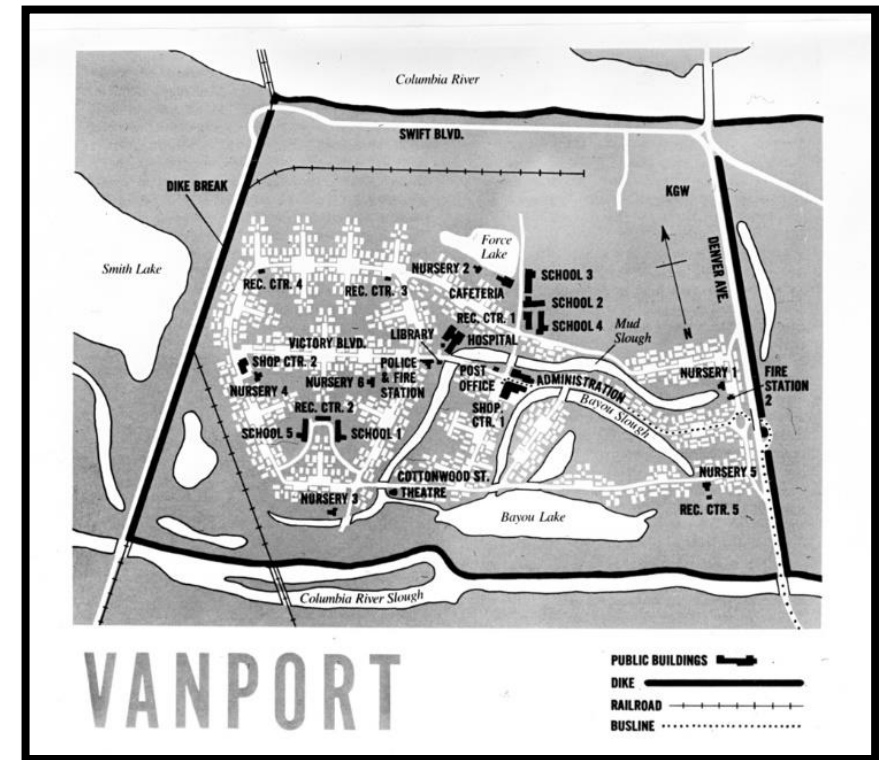 Columbia River
SWIFT BLVD.
DIKE BREAK
KGW
Smith Lake
Force
Lake
DENVER AVE.
NURSERY 2
SCHOOL 3
REC. CTR. 4
REC. CTR. 3
CAFETERIA
SCHOOL 2
REC. CTR. 1
SCHOOL 4
Mud
Slough
N
LIBRARY
HOSPITAL
VICTORY BLVD.
SHOP CTR. 2
POLICE
& FIRE
STATION
POST
OFFICE
ADMINISTRATION
NURSERY 1
FIRE
STATION
2
NURSERY 4
NURSERY 6
SHOP.
CTR. 1
Bayou Slough
REC. CTR. 2
SCHOOL 5
SCHOOL 1
COTTONWOOD ST.
THEATRE
NURSERY 5
NURSERY 3
REC. CTR. 5
Bayou Lake
Columbia River Slough
VANPORT
PUBLIC BUILDINGS
DIKE
RAILROAD
BUSLINE